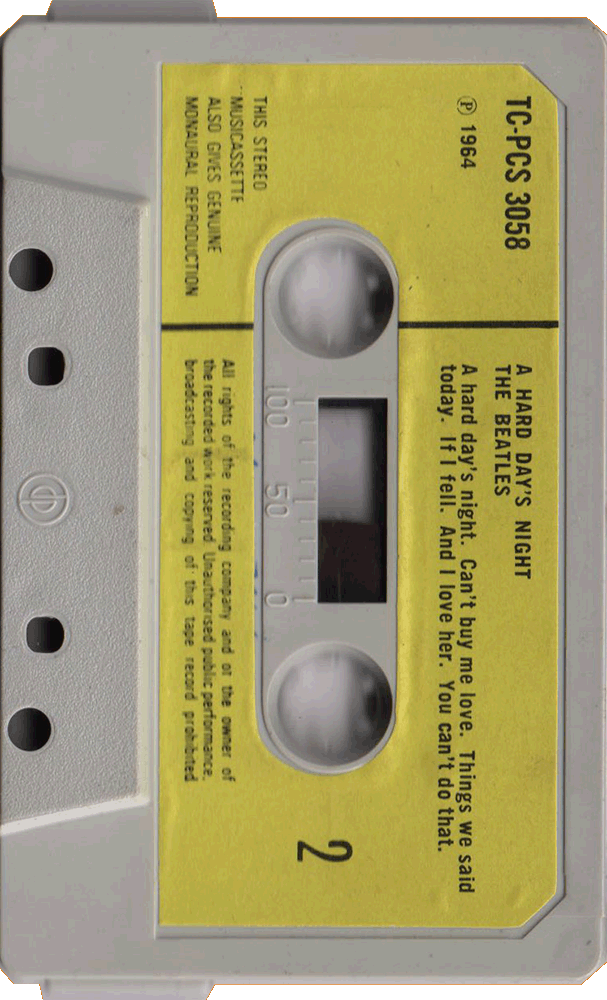 TC-PCS 3058
Ⓟ 1964
A HARD DAY'S NIGHT
THE BEATLES
A hard day's night. Can't buy me love. Things we said
today. If I fell. And I love her. You can't do that.
100 50 0
2
THIS STEREO
MUSICASSETTE
ALSO GIVES GENUINE
MONAURAL REPRODUCTION
All rights of the recording company and of the owner of
the recorded work reserved Unauthorised public performance.
broadcasting and copying of this tape record prohibited